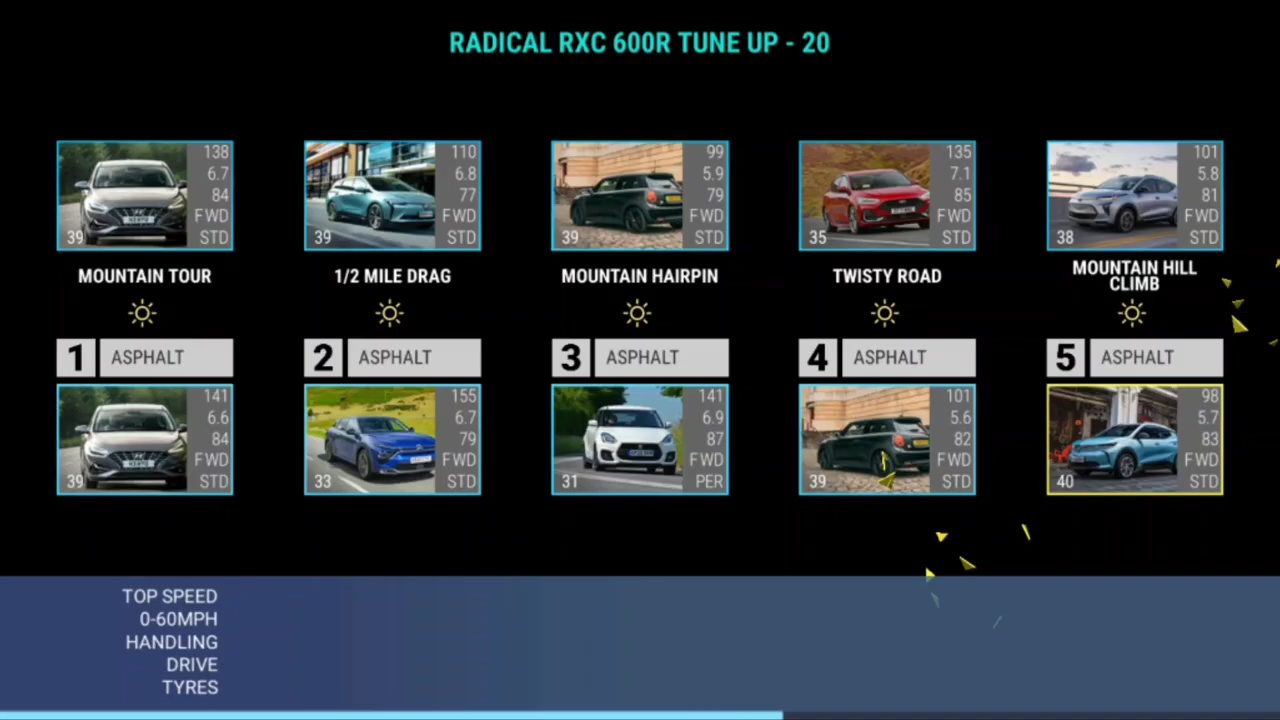 RADICAL RXC 600R TUNE UP - 20
138 110 99 135 101
6.7 6.8 5.9 7.1 5.8
84 77 79 85 81
FWD FWD FWD FWD FWD
39 STD 39 STD 39 STD 35 STD 38 STD
MOUNTAIN TOUR 1/2 MILE DRAG MOUNTAIN HAIRPIN TWISTY ROAD MOUNTAIN HILL
CLIMB
1 ASPHALT 2 ASPHALT 3 ASPHALT 4 ASPHALT 5 ASPHALT
141 155 141 101 98
6.6 6.7 6.9 5.6 5.7
84 79 87 82 83
FWD FWD FWD FWD FWD
39 STD 33 STD 31 PER 39 STD 40 STD
TOP SPEED
0-60MPH
HANDLING
DRIVE
TYRES